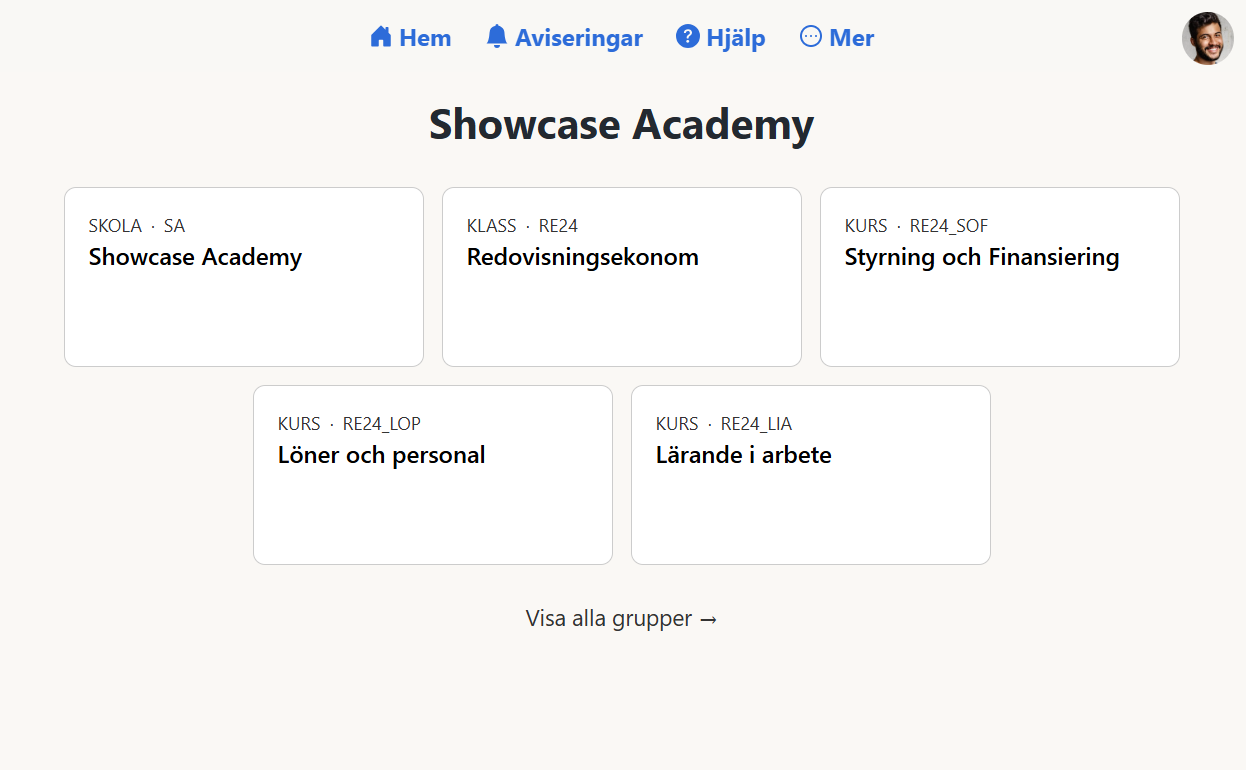 Hem Aviseringar Hjälp Mer
Showcase Academy
SKOLA · SA
Showcase Academy
KLASS · RE24
Redovisningsekonom
KURS · RE24_SOF
Styrning och Finansiering
KURS · RE24_LOP
Löner och personal
KURS · RE24_LIA
Lärande i arbete
Visa alla grupper →